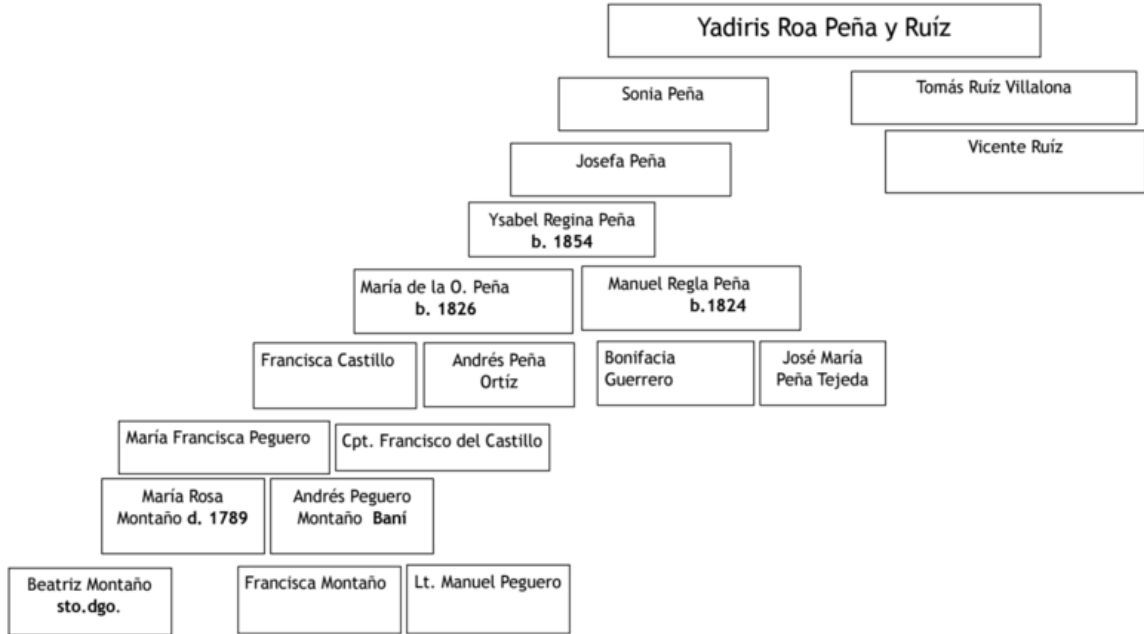 Yadiris Roa Peña y Ruíz
Sonia Peña
Tomás Ruíz Villalona
Josefa Peña
Vicente Ruíz
Ysabel Regina Peña
b. 1854
María de la O. Peña
b. 1826
Manuel Regla Peña
b.1824
Francisca Castillo
Andrés Peña
Ortíz
Bonifacia
Guerrero
José María
Peña Tejeda
María Francisca Peguero
Cpt. Francisco del Castillo
María Rosa
Montaño d. 1789
Andrés Peguero
Montaño Baní
Beatriz Montaño
sto.dgo.
Francisca Montaño
Lt. Manuel Peguero